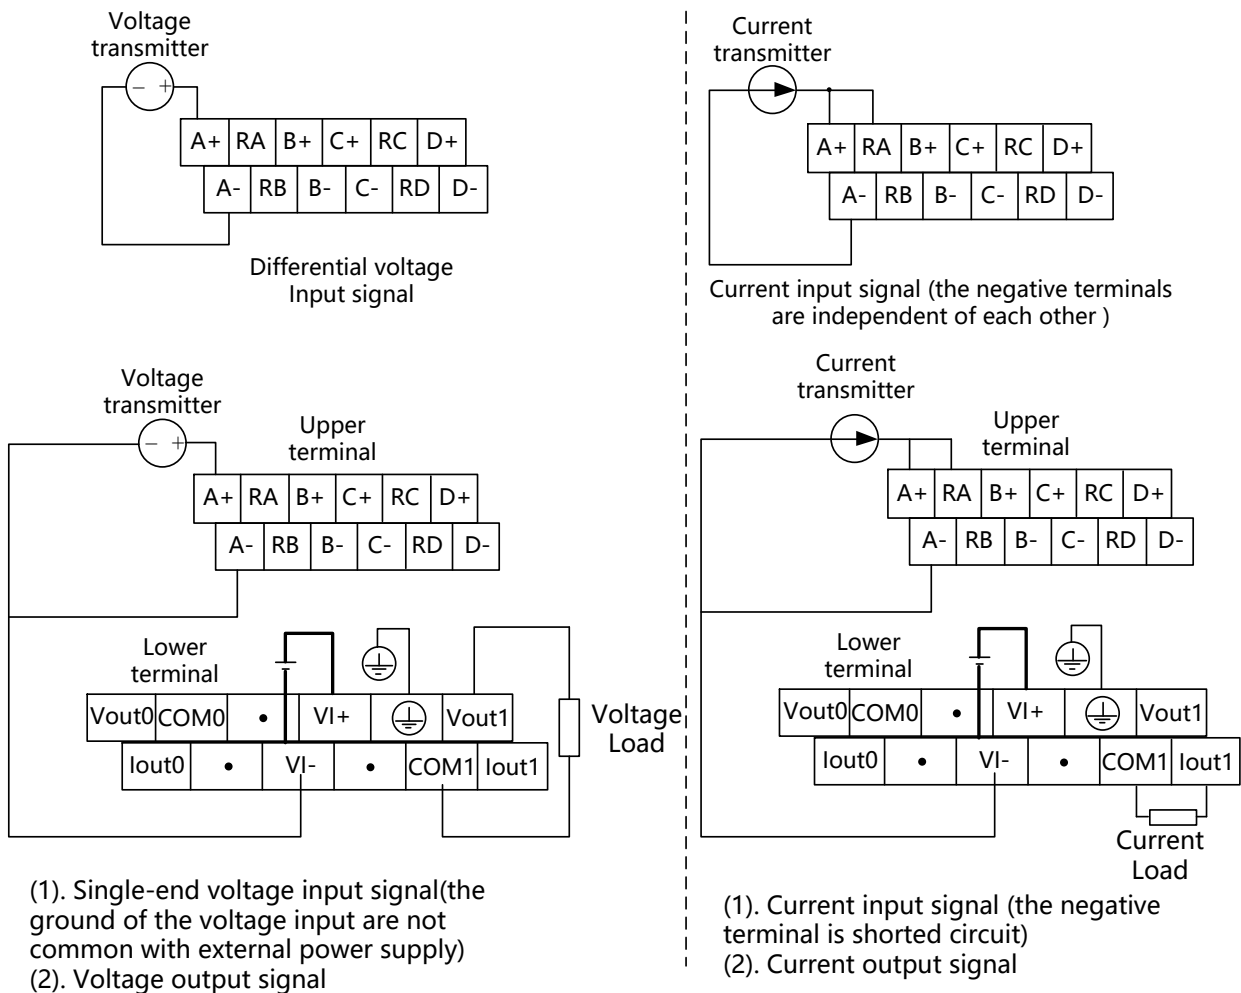 Voltage
transmitter
− +
A+ RA B+ C+ RC D+
A- RB B- C- RD D-
Differential voltage
Input signal
Current
transmitter
A+ RA B+ C+ RC D+
A- RB B- C- RD D-
Current input signal (the negative terminals
are independent of each other )
Voltage
transmitter
− +
Upper
terminal
A+ RA B+ C+ RC D+
A- RB B- C- RD D-
Lower
terminal
Vout0 COM0 • VI+ Vout1
Iout0 • VI- • COM1 Iout1
Voltage
Load
(1). Single-end voltage input signal(the
ground of the voltage input are not
common with external power supply)
(2). Voltage output signal
Current
transmitter
Upper
terminal
A+ RA B+ C+ RC D+
A- RB B- C- RD D-
Lower
terminal
Vout0 COM0 • VI+ Vout1
Iout0 • VI- • COM1 Iout1
Current
Load
(1). Current input signal (the negative
terminal is shorted circuit)
(2). Current output signal